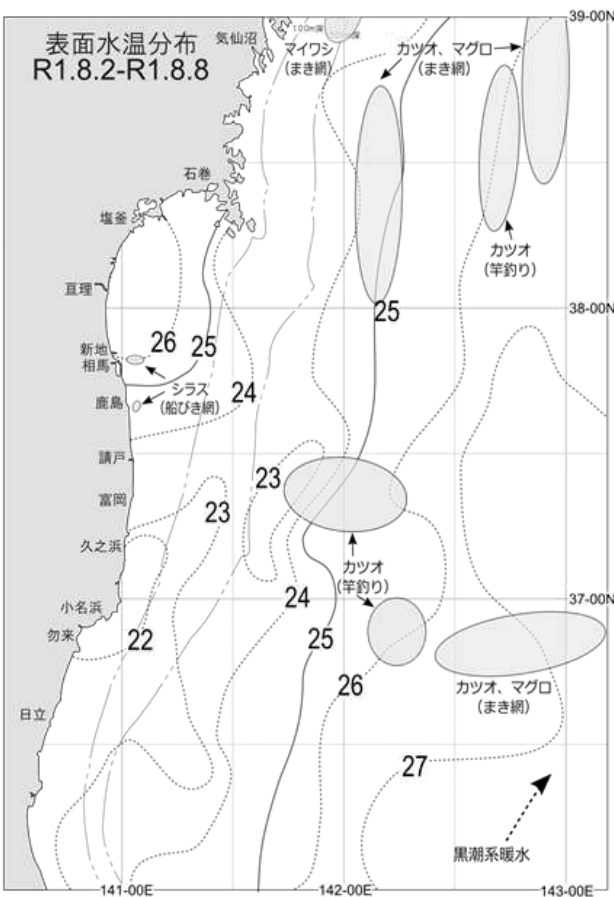 表面水温分布
R1.8.2-R1.8.8
気仙沼
マイワシ
(まき網)
カツオ、マグロ
(まき網)
39-00N
石巻
塩釜
カツオ
(竿釣り)
亘理
38-00N
25
新地
相馬
26
25
シラス
(船びき網)
24
鹿島
請戸
23
富岡
23
久之浜
カツオ
(竿釣り)
小名浜
24
37-00N
勿来
22
25
26
カツオ、マグロ
(まき網)
日立
27
黒潮系暖水
141-00E
142-00E
143-00E